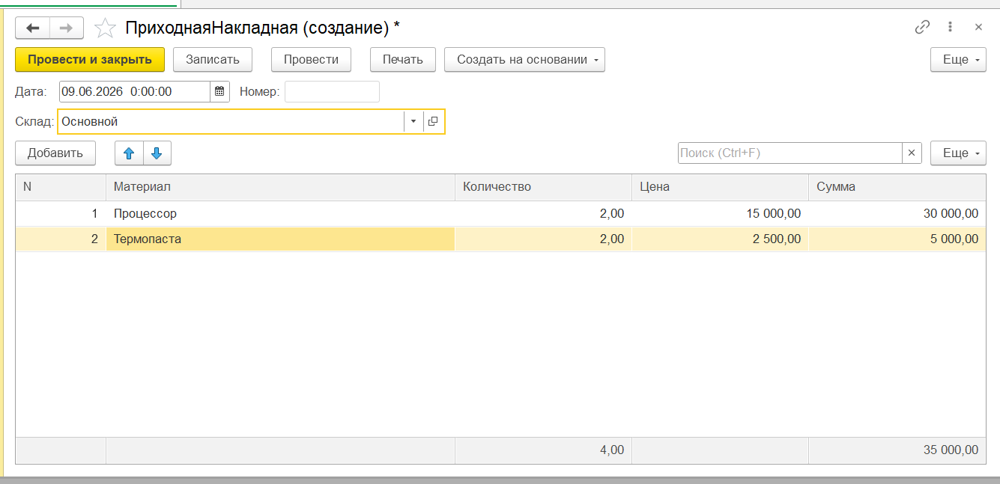 ПриходнаяНакладная (создание) *
Провести и закрыть Записать Провести Печать Создать на основании Еще
Дата: 09.06.2026 0:00:00 Номер:
Склад: Основной
Добавить Поиск (Ctrl+F) Еще
N Материал Количество Цена Сумма
1 Процессор 2,00 15 000,00 30 000,00
2 Термопаста 2,00 2 500,00 5 000,00
4,00 35 000,00